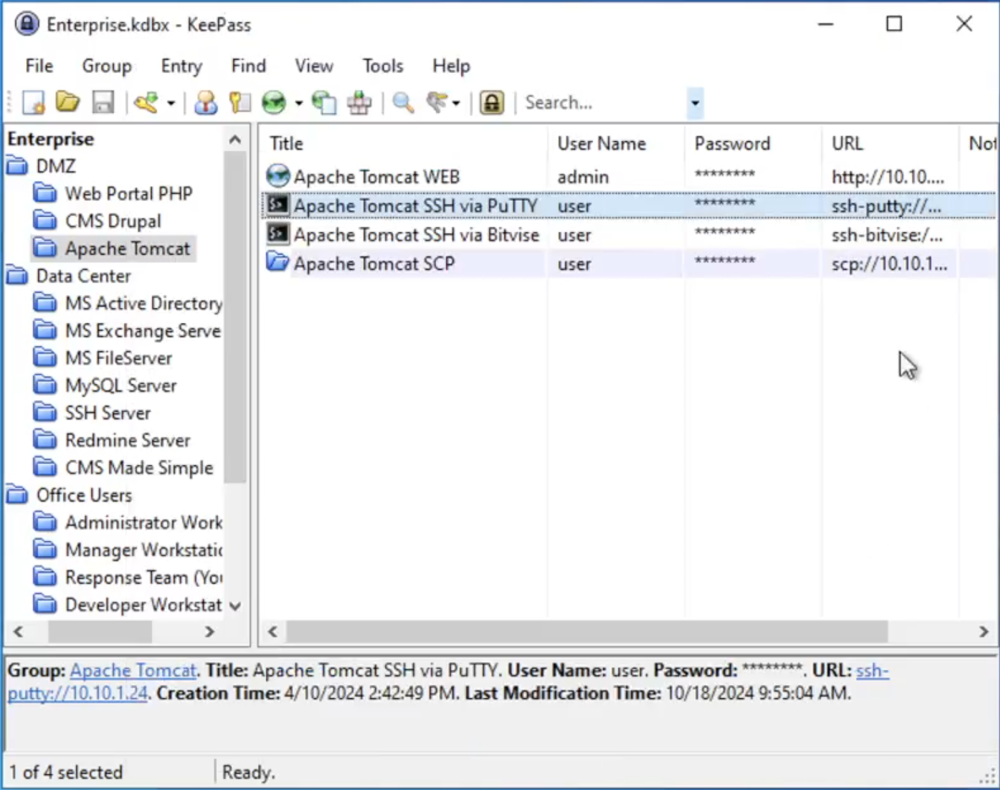 Enterprise.kdbx - KeePass
File Group Entry Find View Tools Help
Search...
Enterprise
DMZ
Web Portal PHP
CMS Drupal
Apache Tomcat
Data Center
MS Active Directory
MS Exchange Serve
MS FileServer
MySQL Server
SSH Server
Redmine Server
CMS Made Simple
Office Users
Administrator Work
Manager Workstatic
Response Team (You
Developer Workstat
Title User Name Password URL Not
Apache Tomcat WEB admin ******** http://10.10....
Apache Tomcat SSH via PuTTY user ******** ssh-putty://...
Apache Tomcat SSH via Bitvise user ******** ssh-bitvise:/...
Apache Tomcat SCP user ******** scp://10.10.1...
Group: Apache Tomcat. Title: Apache Tomcat SSH via PuTTY. User Name: user. Password: ********. URL: ssh-
putty://10.10.1.24. Creation Time: 4/10/2024 2:42:49 PM. Last Modification Time: 10/18/2024 9:55:04 AM.
1 of 4 selected Ready.